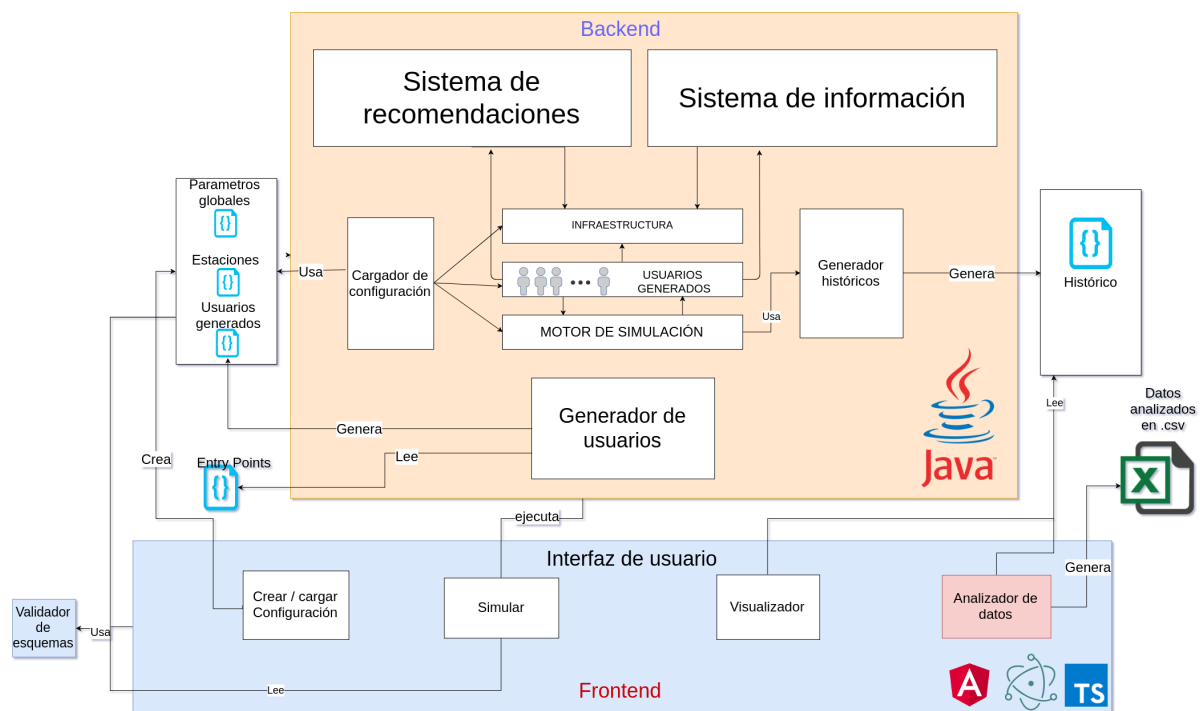 Backend
Sistema de
recomendaciones
Sistema de información
Parametros
globales
Estaciones
Usuarios
generados
Usa
Cargador de
configuración
INFRAESTRUCTURA
USUARIOS
GENERADOS
MOTOR DE SIMULACIÓN
Usa
Generador
históricos
Genera
Histórico
Generador de
usuarios
Genera
Lee
Java
Lee
Datos
analizados
en .csv
X
Crea
Entry Points
ejecuta
Interfaz de usuario
Crear / cargar
Configuración
Simular
Visualizador
Analizador de
datos
Genera
Validador
de
esquemas
Usa
Lee
Frontend
A
TS